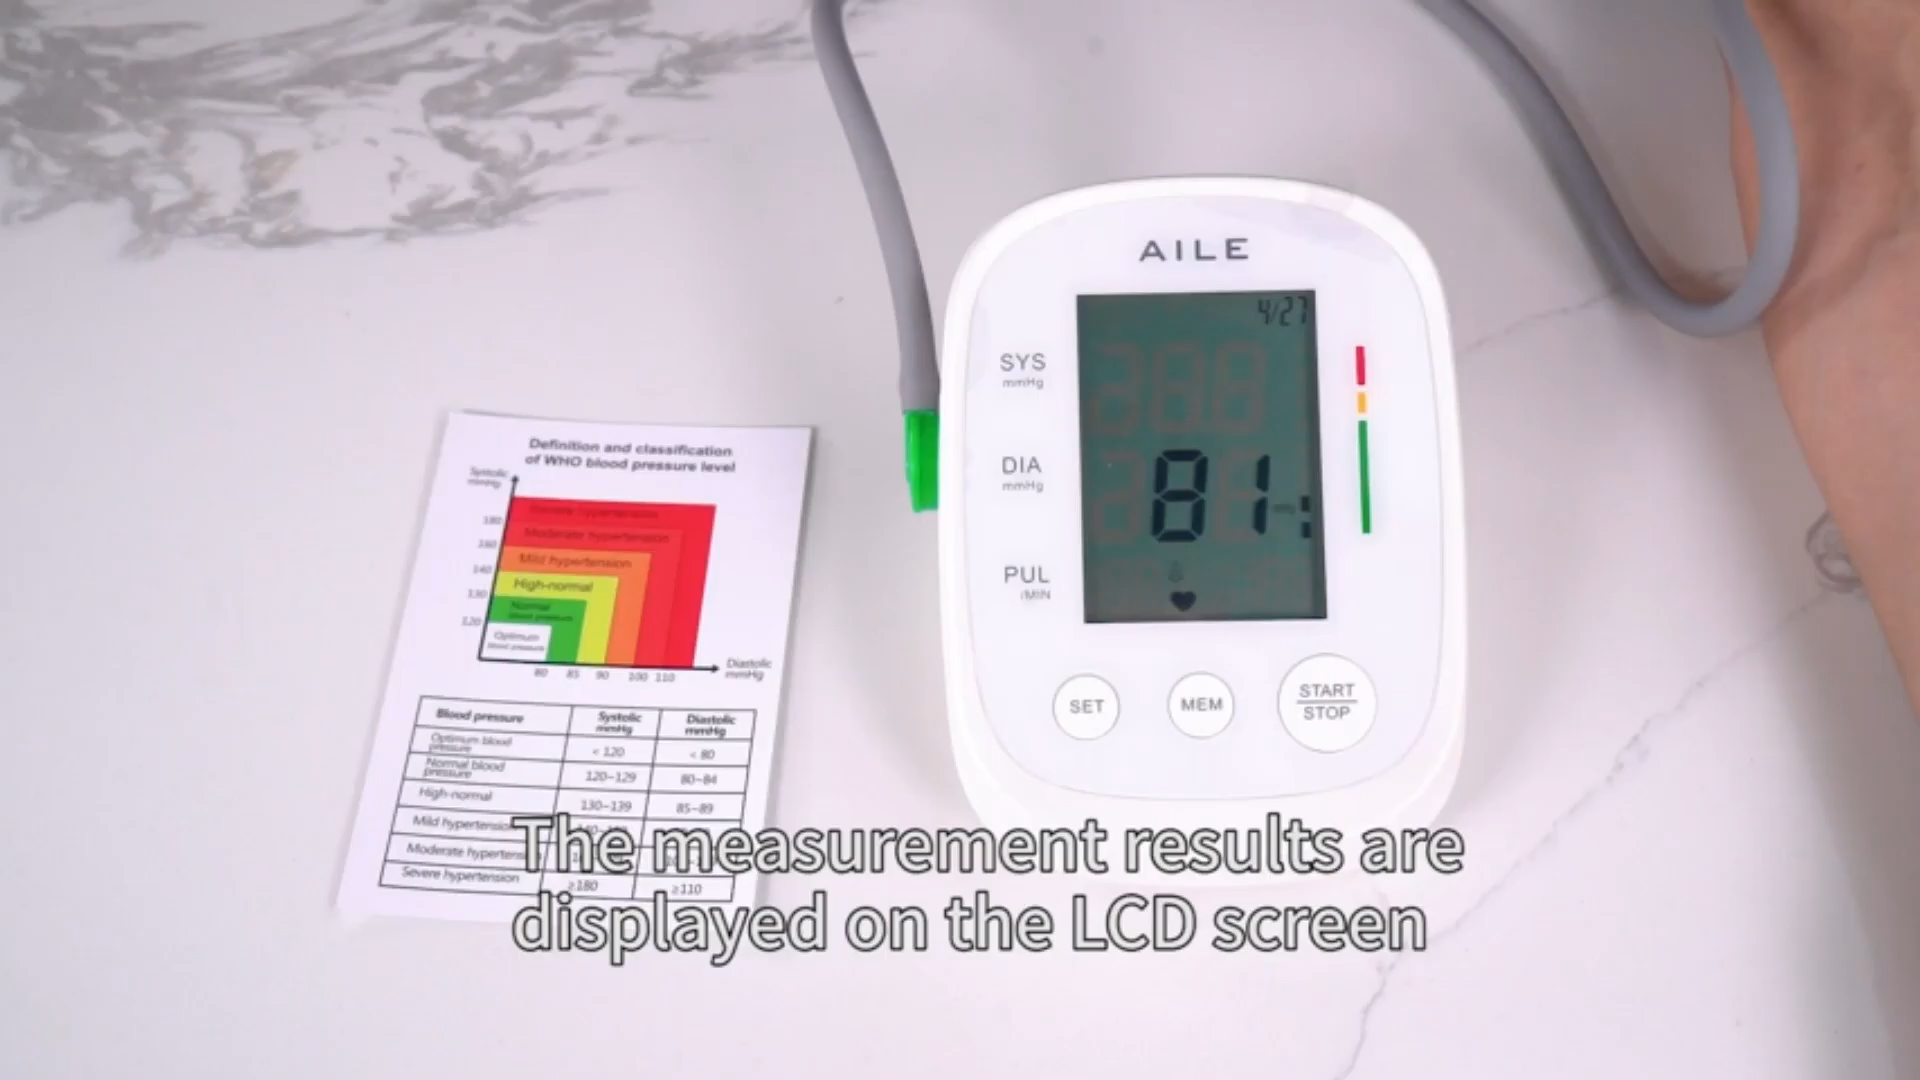 AILE
4/27
SYS
mmHg
81
DIA
mmHg
PUL
/MIN
SET
MEM
START
STOP
Definition and classification
of WHO blood pressure level
Systolic
mmHg
180
160
140
130
120
Severe hypertension
Moderate hypertension
Mild hypertension
High-normal
Normal
blood pressure
Optimum
blood pressure
80 85 90 100 110
Diastolic
mmHg
Blood pressure Systolic mmHg Diastolic mmHg
Optimum blood pressure < 120 < 80
Normal blood pressure 120~129 80~84
High-normal 130~139 85~89
Mild hypertension
Moderate
Severe hypertension ≥180 ≥110
The measurement results are
displayed on the LCD screen